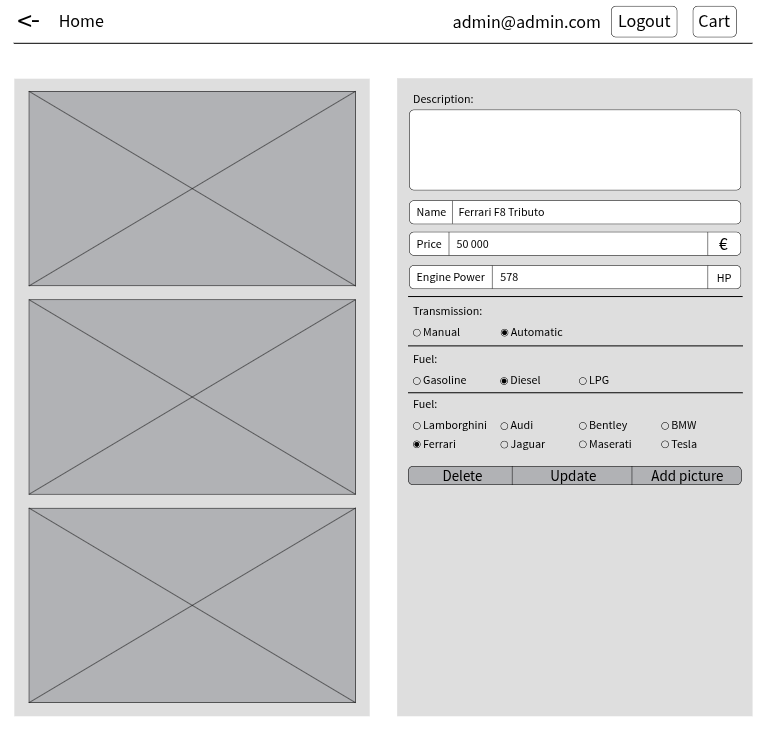 <- Home admin@admin.com Logout Cart
Description:
Name Ferrari F8 Tributo
Price 50 000 €
Engine Power 578 HP
Transmission:
Manual Automatic
Fuel:
Gasoline Diesel LPG
Fuel:
Lamborghini Audi Bentley BMW
Ferrari Jaguar Maserati Tesla
Delete Update Add picture